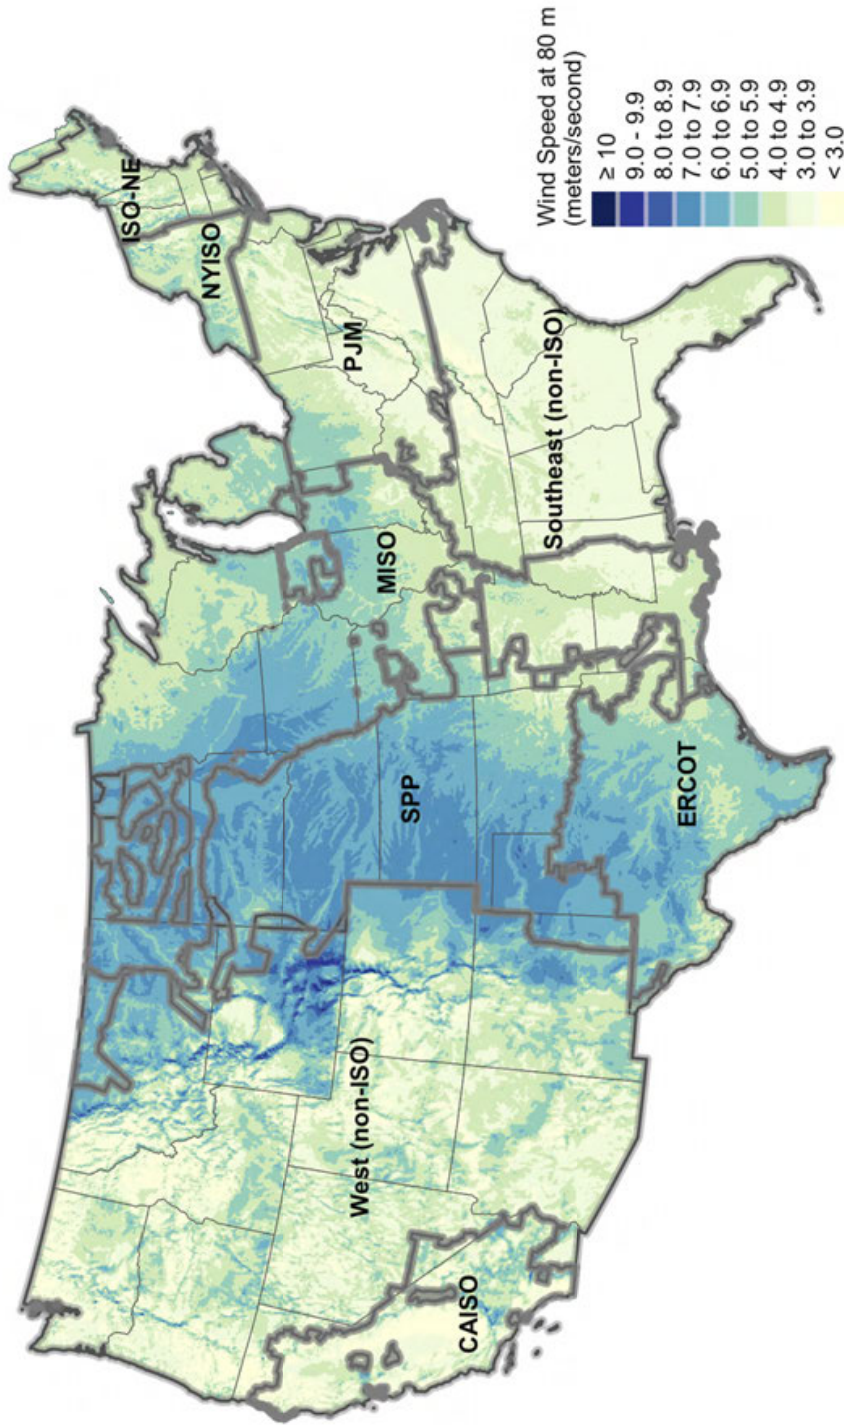 ISO-NE
NYISO
PJM
Southeast (non-ISO)
MISO
SPP
ERCOT
West (non-ISO)
CAISO
Wind Speed at 80 m
(meters/second)
≥ 10
9.0 - 9.9
8.0 to 8.9
7.0 to 7.9
6.0 to 6.9
5.0 to 5.9
4.0 to 4.9
3.0 to 3.9
< 3.0